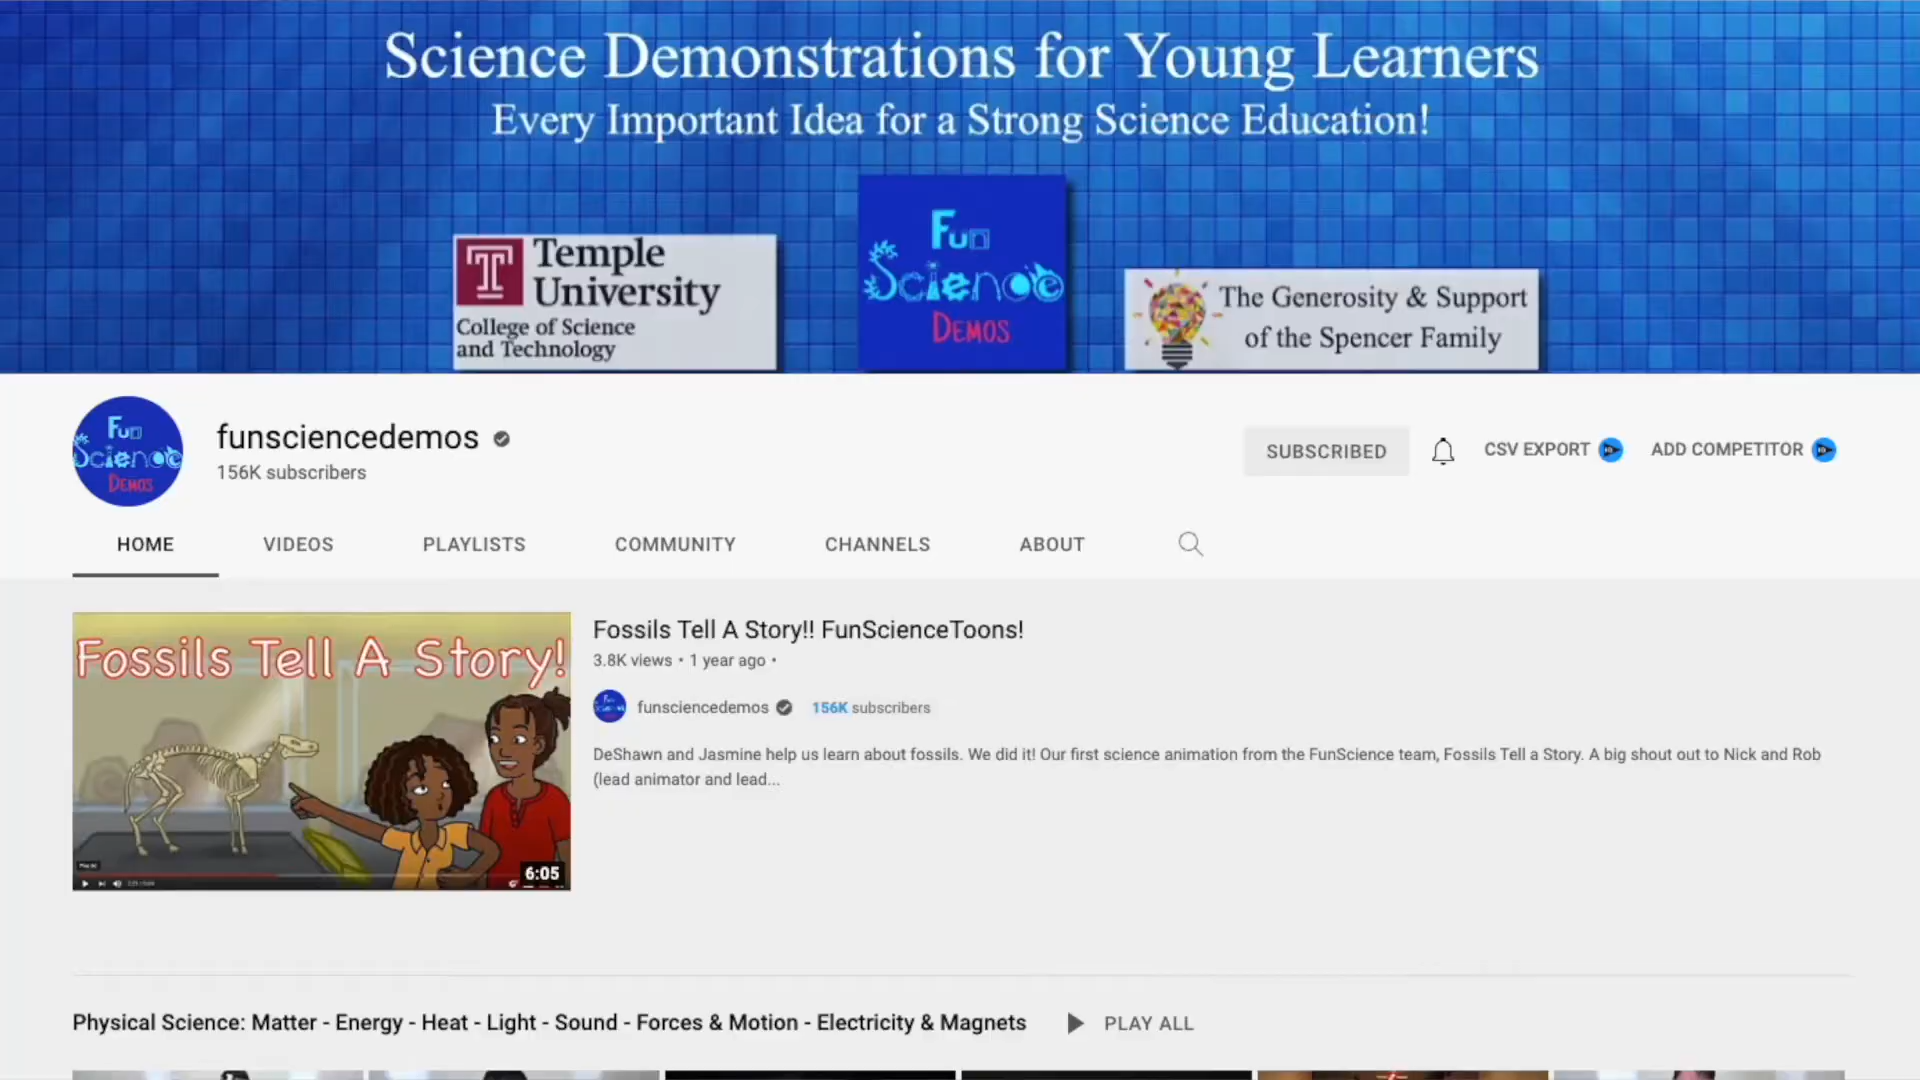 Science Demonstrations for Young Learners
Every Important Idea for a Strong Science Education!
Temple
University
College of Science
and Technology
Fun
Science
DEMOS
The Generosity & Support
of the Spencer Family
Fun
Science
DEMOS
funsciencedemos
156K subscribers
SUBSCRIBED
CSV EXPORT
ADD COMPETITOR
HOME
VIDEOS
PLAYLISTS
COMMUNITY
CHANNELS
ABOUT
Fossils Tell A Story!
6:05
Fossils Tell A Story!! FunScienceToons!
3.8K views • 1 year ago •
funsciencedemos 156K subscribers
DeShawn and Jasmine help us learn about fossils. We did it! Our first science animation from the FunScience team, Fossils Tell a Story. A big shout out to Nick and Rob
(lead animator and lead...
Physical Science: Matter - Energy - Heat - Light - Sound - Forces & Motion - Electricity & Magnets
PLAY ALL